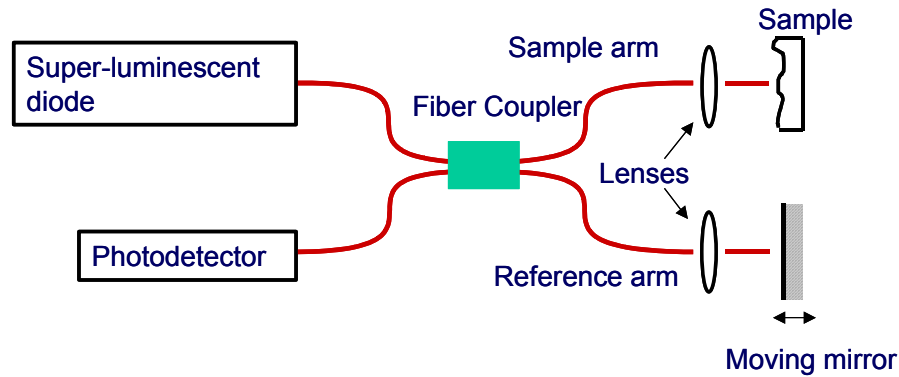 Super-luminescent
diode
Photodetector
Fiber Coupler
Sample arm
Sample
Lenses
Reference arm
Moving mirror